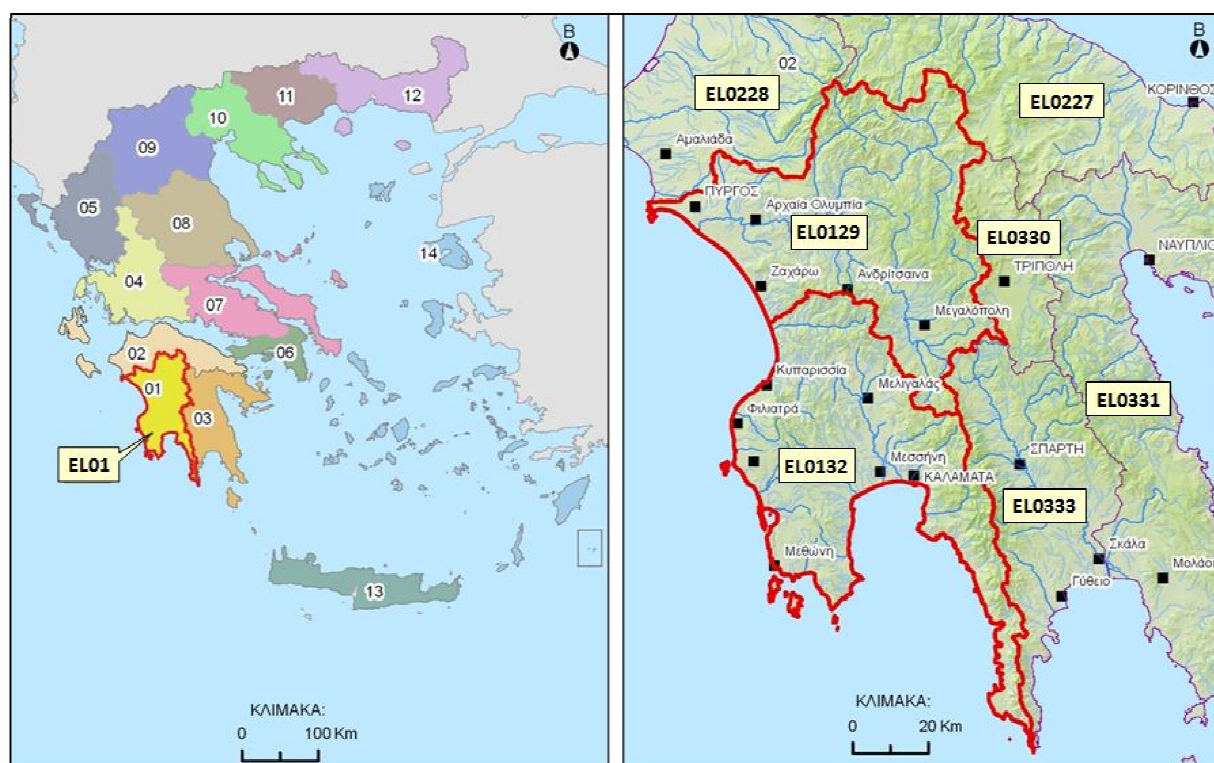 B
11
12
10
09
05
08
14
04
07
06
02
01
03
EL01
13
ΚΛΙΜΑΚΑ:
0 100 Km
B
02
EL0228
ΚΟΡΙΝΘΟΣ
EL0227
Αμαλιάδα
ΠΥΡΓΟΣ
Αρχαία Ολυμπία
EL0129
EL0330
ΝΑΥΠΛΙΟ
Ζαχάρω
Ανδρίτσαινα
ΤΡΙΠΟΛΗ
Μεγαλόπολη
Κυπαρισσία
Μελιγαλάς
EL0331
Φιλιατρά
EL0132
Μεσσήνη
ΣΠΑΡΤΗ
ΚΑΛΑΜΑΤΑ
EL0333
Μεθώνη
Σκάλα
Μολάοι
Γύθειο
ΚΛΙΜΑΚΑ:
0 20 Km